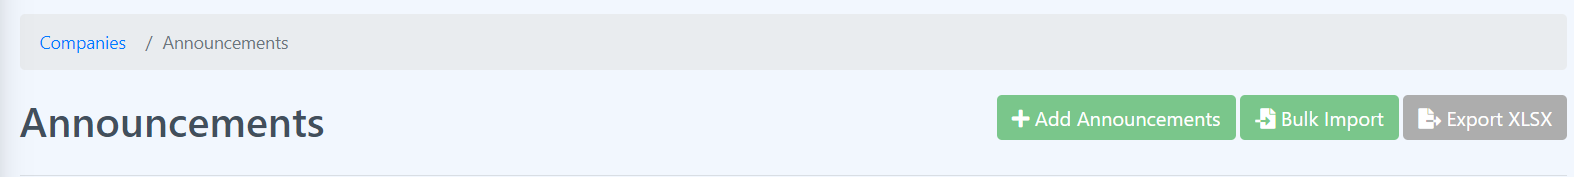 Companies / Announcements
Announcements
Add Announcements
Bulk Import
Export XLSX